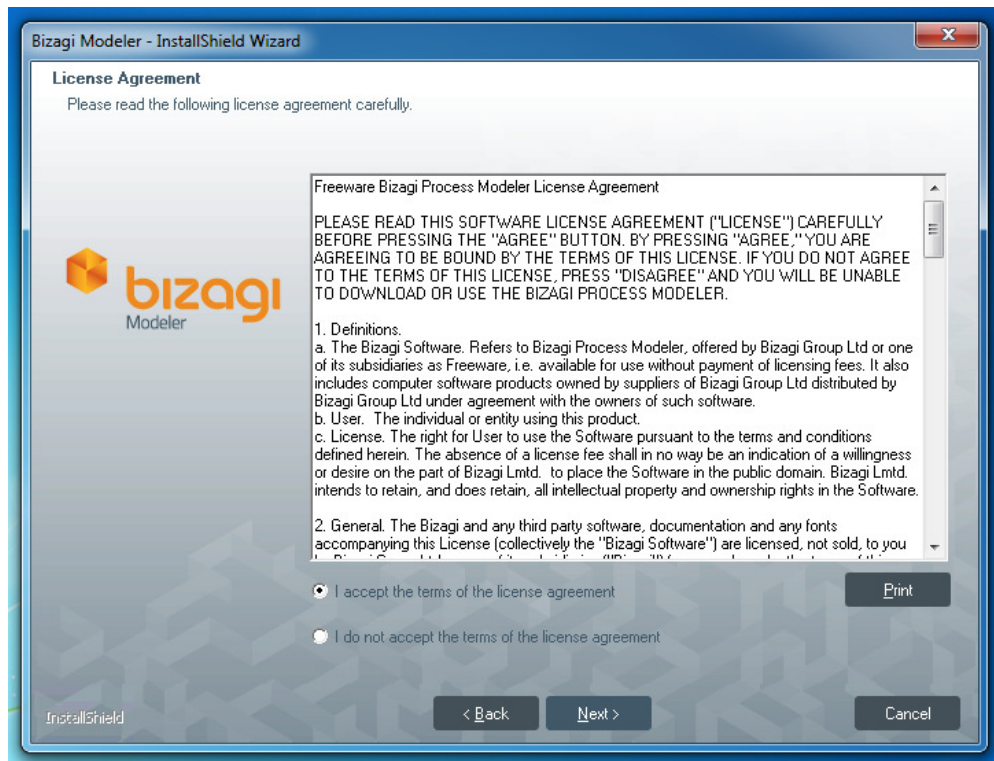 Bizagi Modeler - InstallShield Wizard
License Agreement
Please read the following license agreement carefully.
bizagi
Modeler
Freeware Bizagi Process Modeler License Agreement
PLEASE READ THIS SOFTWARE LICENSE AGREEMENT ("LICENSE") CAREFULLY
BEFORE PRESSING THE "AGREE" BUTTON. BY PRESSING "AGREE," YOU ARE
AGREEING TO BE BOUND BY THE TERMS OF THIS LICENSE. IF YOU DO NOT AGREE
TO THE TERMS OF THIS LICENSE, PRESS "DISAGREE" AND YOU WILL BE UNABLE
TO DOWNLOAD OR USE THE BIZAGI PROCESS MODELER.
1. Definitions.
a. The Bizagi Software. Refers to Bizagi Process Modeler, offered by Bizagi Group Ltd or one
of its subsidiaries as Freeware, i.e. available for use without payment of licensing fees. It also
includes computer software products owned by suppliers of Bizagi Group Ltd distributed by
Bizagi Group Ltd under agreement with the owners of such software.
b. User.  The individual or entity using this product.
c. License. The right for User to use the Software pursuant to the terms and conditions
defined herein. The absence of a license fee shall in no way be an indication of a willingness
or desire on the part of Bizagi Lmtd.  to place the Software in the public domain. Bizagi Lmtd.
intends to retain, and does retain, all intellectual property and ownership rights in the Software.
2. General. The Bizagi and any third party software, documentation and any fonts
accompanying this License (collectively the "Bizagi Software") are licensed, not sold, to you
I accept the terms of the license agreement
Print
I do not accept the terms of the license agreement
InstallShield
< Back
Next >
Cancel